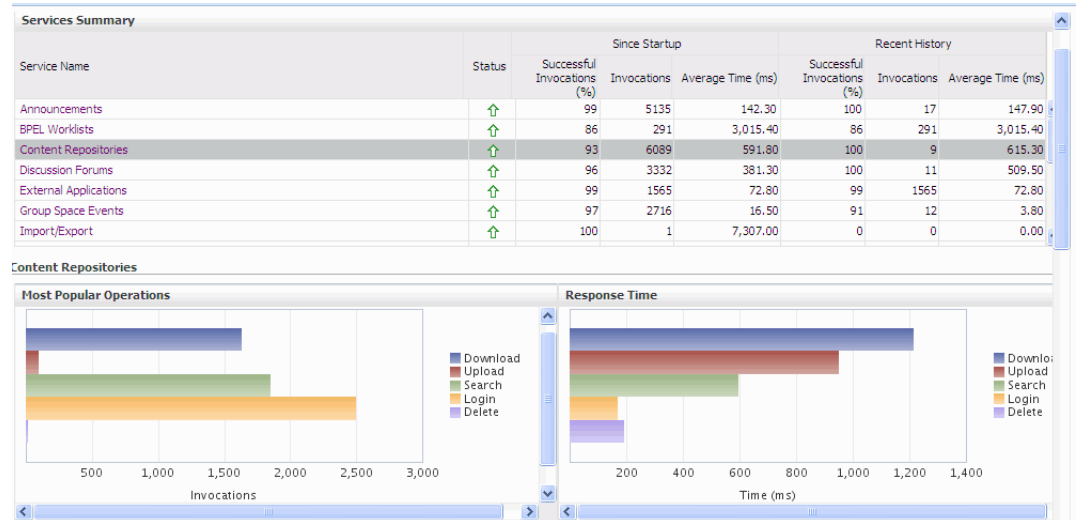 Services Summary
Since Startup Recent History
Service Name Status Successful Invocations (%) Invocations Average Time (ms) Successful Invocations (%) Invocations Average Time (ms)
Announcements 99 5135 142.30 100 17 147.90
BPEL Worklists 86 291 3,015.40 86 291 3,015.40
Content Repositories 93 6089 591.80 100 9 615.30
Discussion Forums 96 3332 381.30 100 11 509.50
External Applications 99 1565 72.80 99 1565 72.80
Group Space Events 97 2716 16.50 91 12 3.80
Import/Export 100 1 7,307.00 0 0 0.00
Content Repositories
Most Popular Operations
Download
Upload
Search
Login
Delete
500 1,000 1,500 2,000 2,500 3,000
Invocations
Response Time
Downloa
Upload
Search
Login
Delete
200 400 600 800 1,000 1,200 1,400
Time (ms)